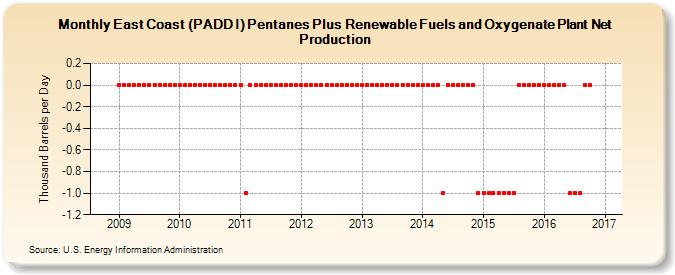 Monthly East Coast (PADD I) Pentanes Plus Renewable Fuels and Oxygenate Plant Net
Production
Thousand Barrels per Day
0.2
0.0
-0.2
-0.4
-0.6
-0.8
-1.0
-1.2
2009 2010 2011 2012 2013 2014 2015 2016 2017
Source: U.S. Energy Information Administration